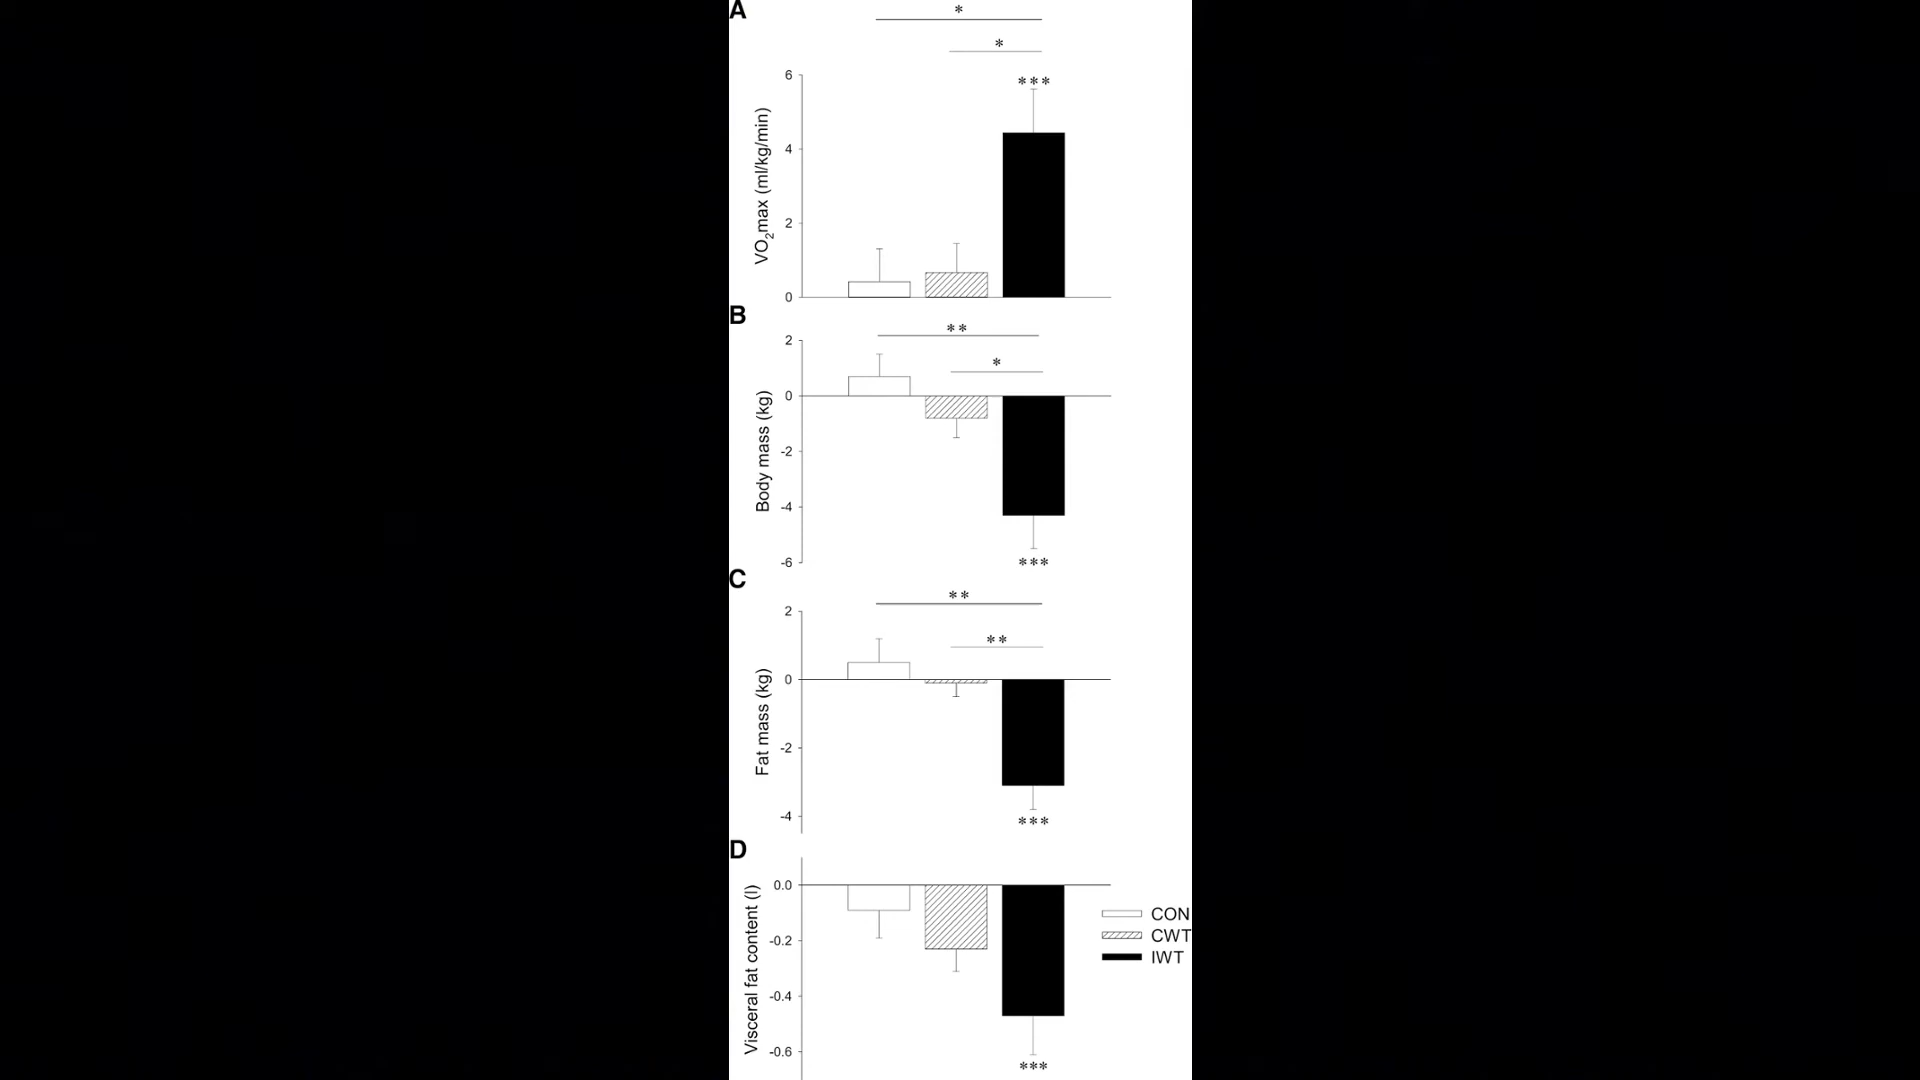 A
*
*
***
6
4
2
0
VO2max (ml/kg/min)
B
**
*
2
0
-2
-4
-6
***
Body mass (kg)
C
**
**
2
0
-2
-4
***
Fat mass (kg)
D
0.0
-0.2
-0.4
-0.6
***
Visceral fat content (l)
CON
CWT
IWT